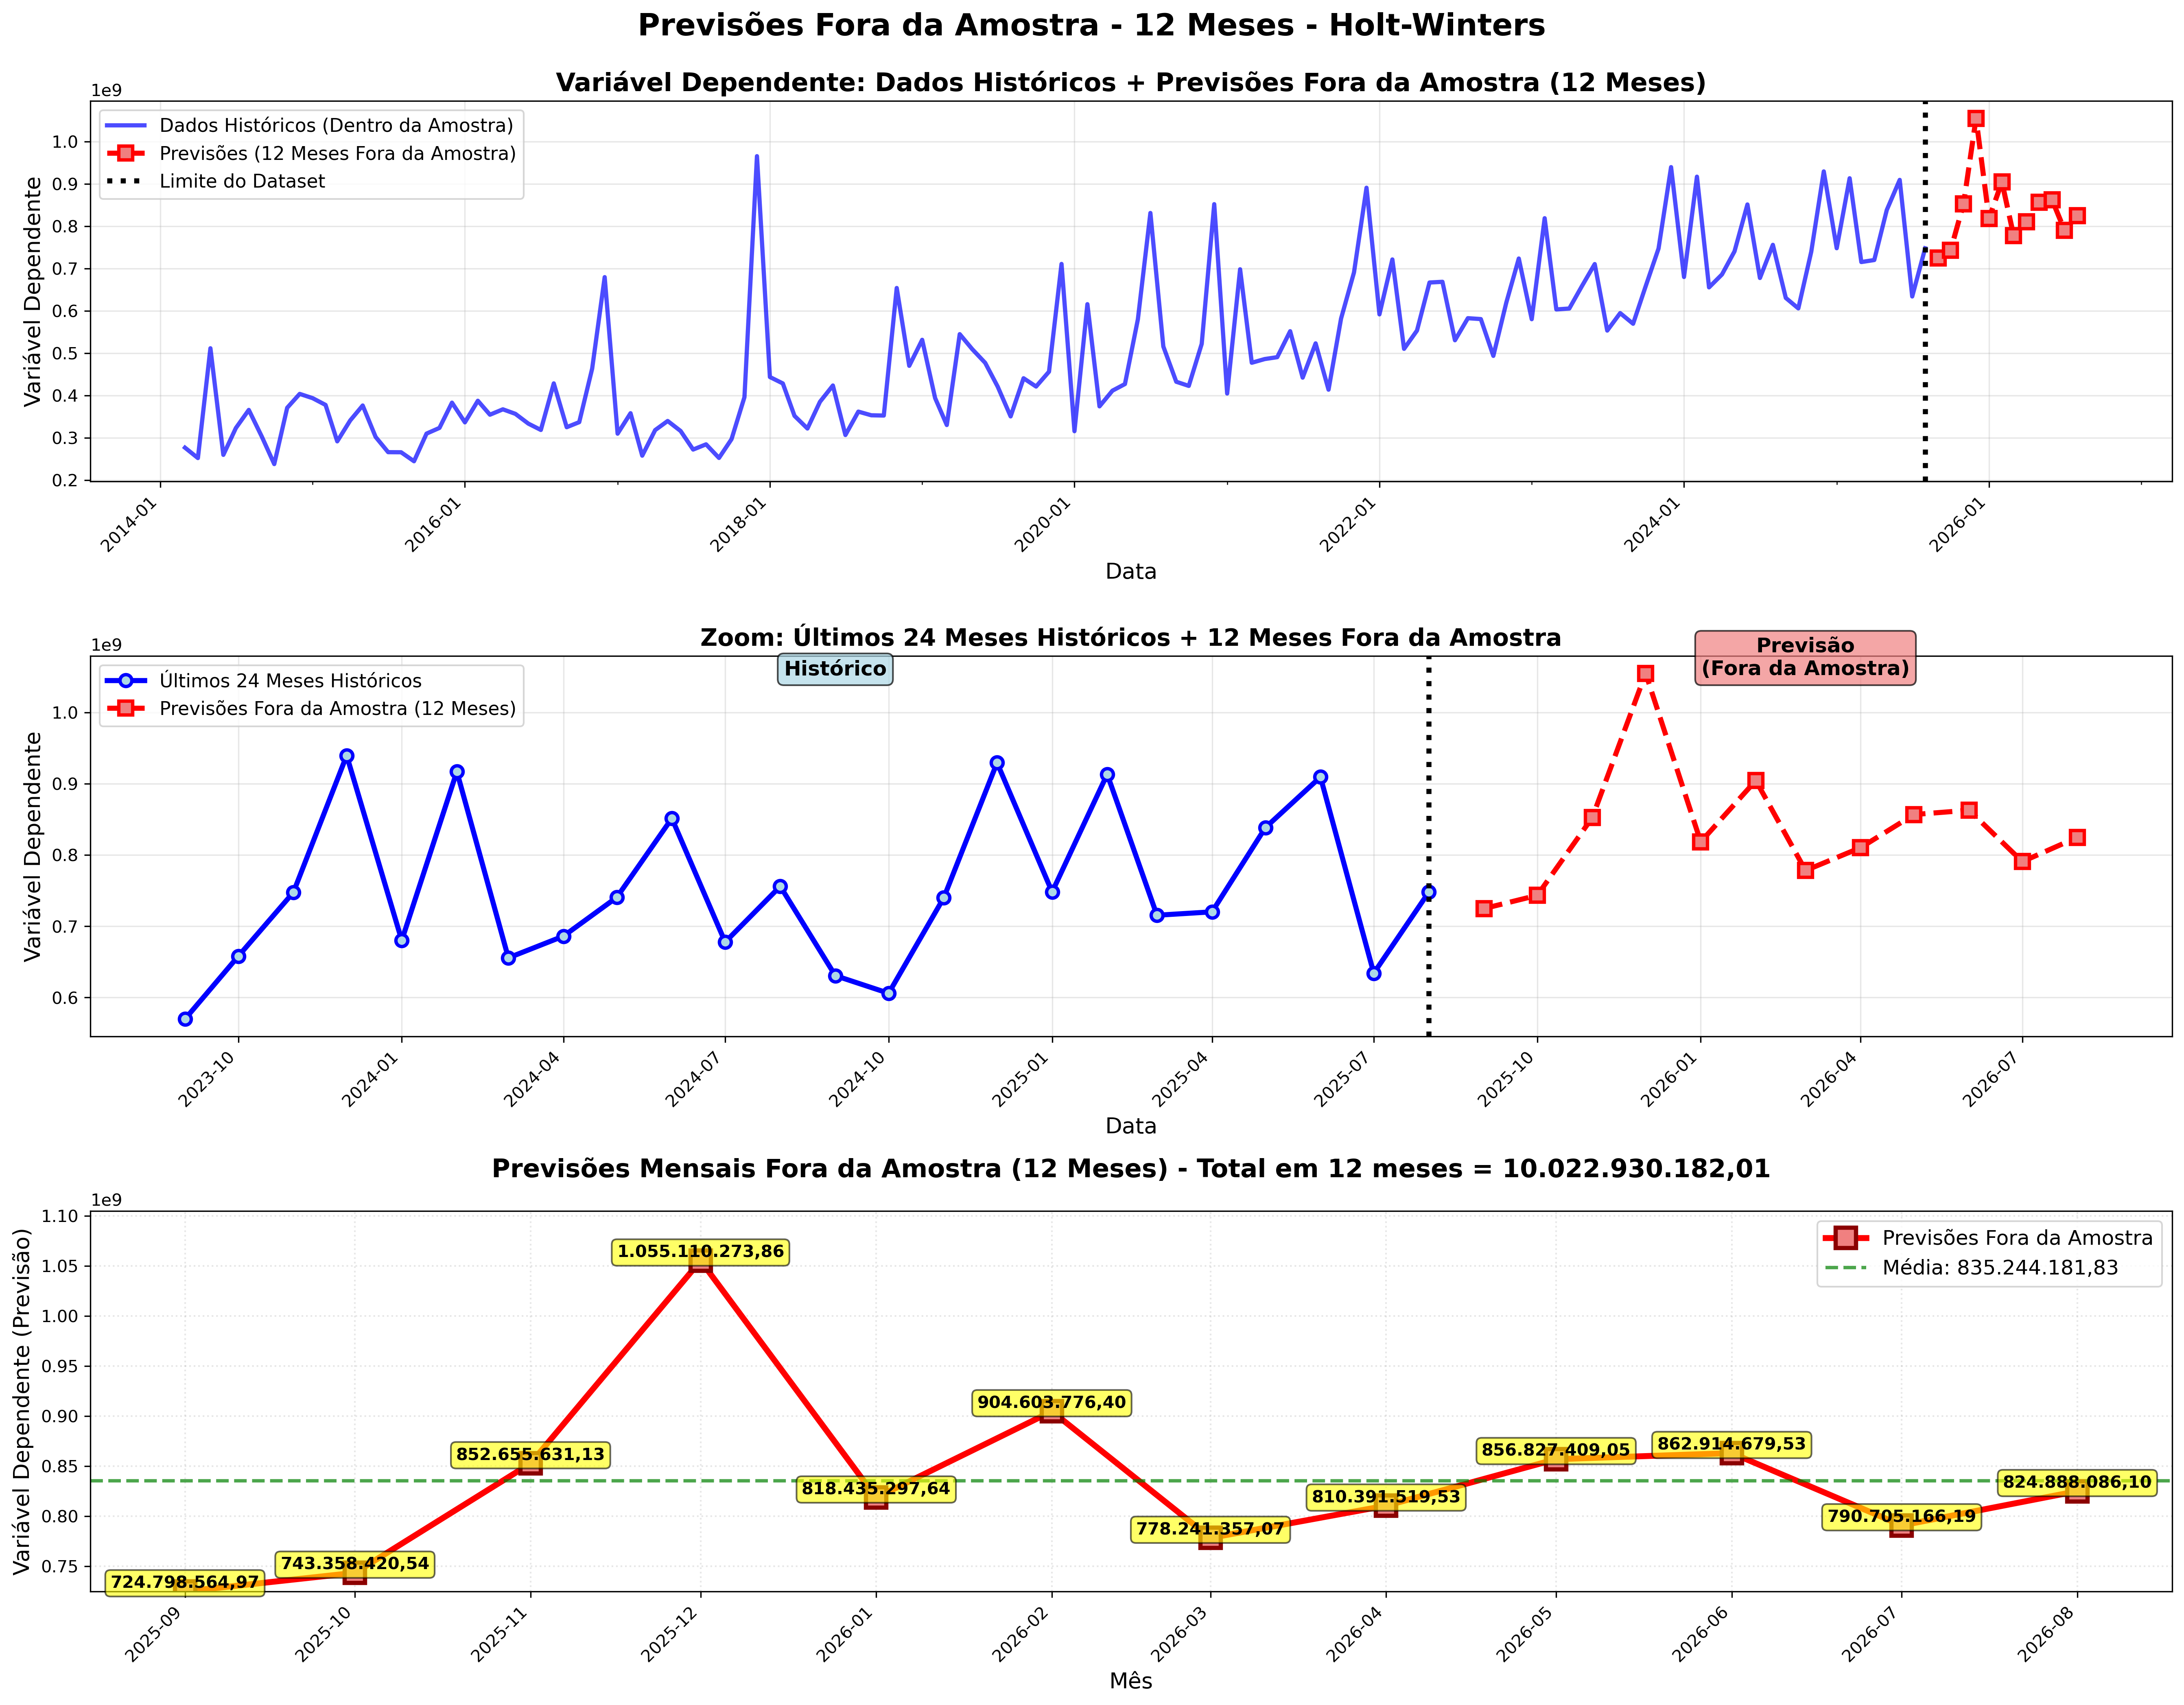 Previsões Fora da Amostra - 12 Meses - Holt-Winters
Variável Dependente: Dados Históricos + Previsões Fora da Amostra (12 Meses)
1e9
Dados Históricos (Dentro da Amostra)
Previsões (12 Meses Fora da Amostra)
Limite do Dataset
Variável Dependente
1.0
0.9
0.8
0.7
0.6
0.5
0.4
0.3
0.2
2014-01
2016-01
2018-01
2020-01
2022-01
2024-01
2026-01
Data
Zoom: Últimos 24 Meses Históricos + 12 Meses Fora da Amostra
1e9
Últimos 24 Meses Históricos
Previsões Fora da Amostra (12 Meses)
Histórico
Previsão
(Fora da Amostra)
Variável Dependente
1.0
0.9
0.8
0.7
0.6
2023-10
2024-01
2024-04
2024-07
2024-10
2025-01
2025-04
2025-07
2025-10
2026-01
2026-04
2026-07
Data
Previsões Mensais Fora da Amostra (12 Meses) - Total em 12 meses = 10.022.930.182,01
1e9
Previsões Fora da Amostra
Média: 835.244.181,83
Variável Dependente (Previsão)
1.10
1.05
1.00
0.95
0.90
0.85
0.80
0.75
724.798.564,97
743.358.420,54
852.655.631,13
1.055.110.273,86
818.435.297,64
904.603.776,40
778.241.357,07
810.391.519,53
856.827.409,05
862.914.679,53
790.705.166,19
824.888.086,10
2025-09
2025-10
2025-11
2025-12
2026-01
2026-02
2026-03
2026-04
2026-05
2026-06
2026-07
2026-08
Mês